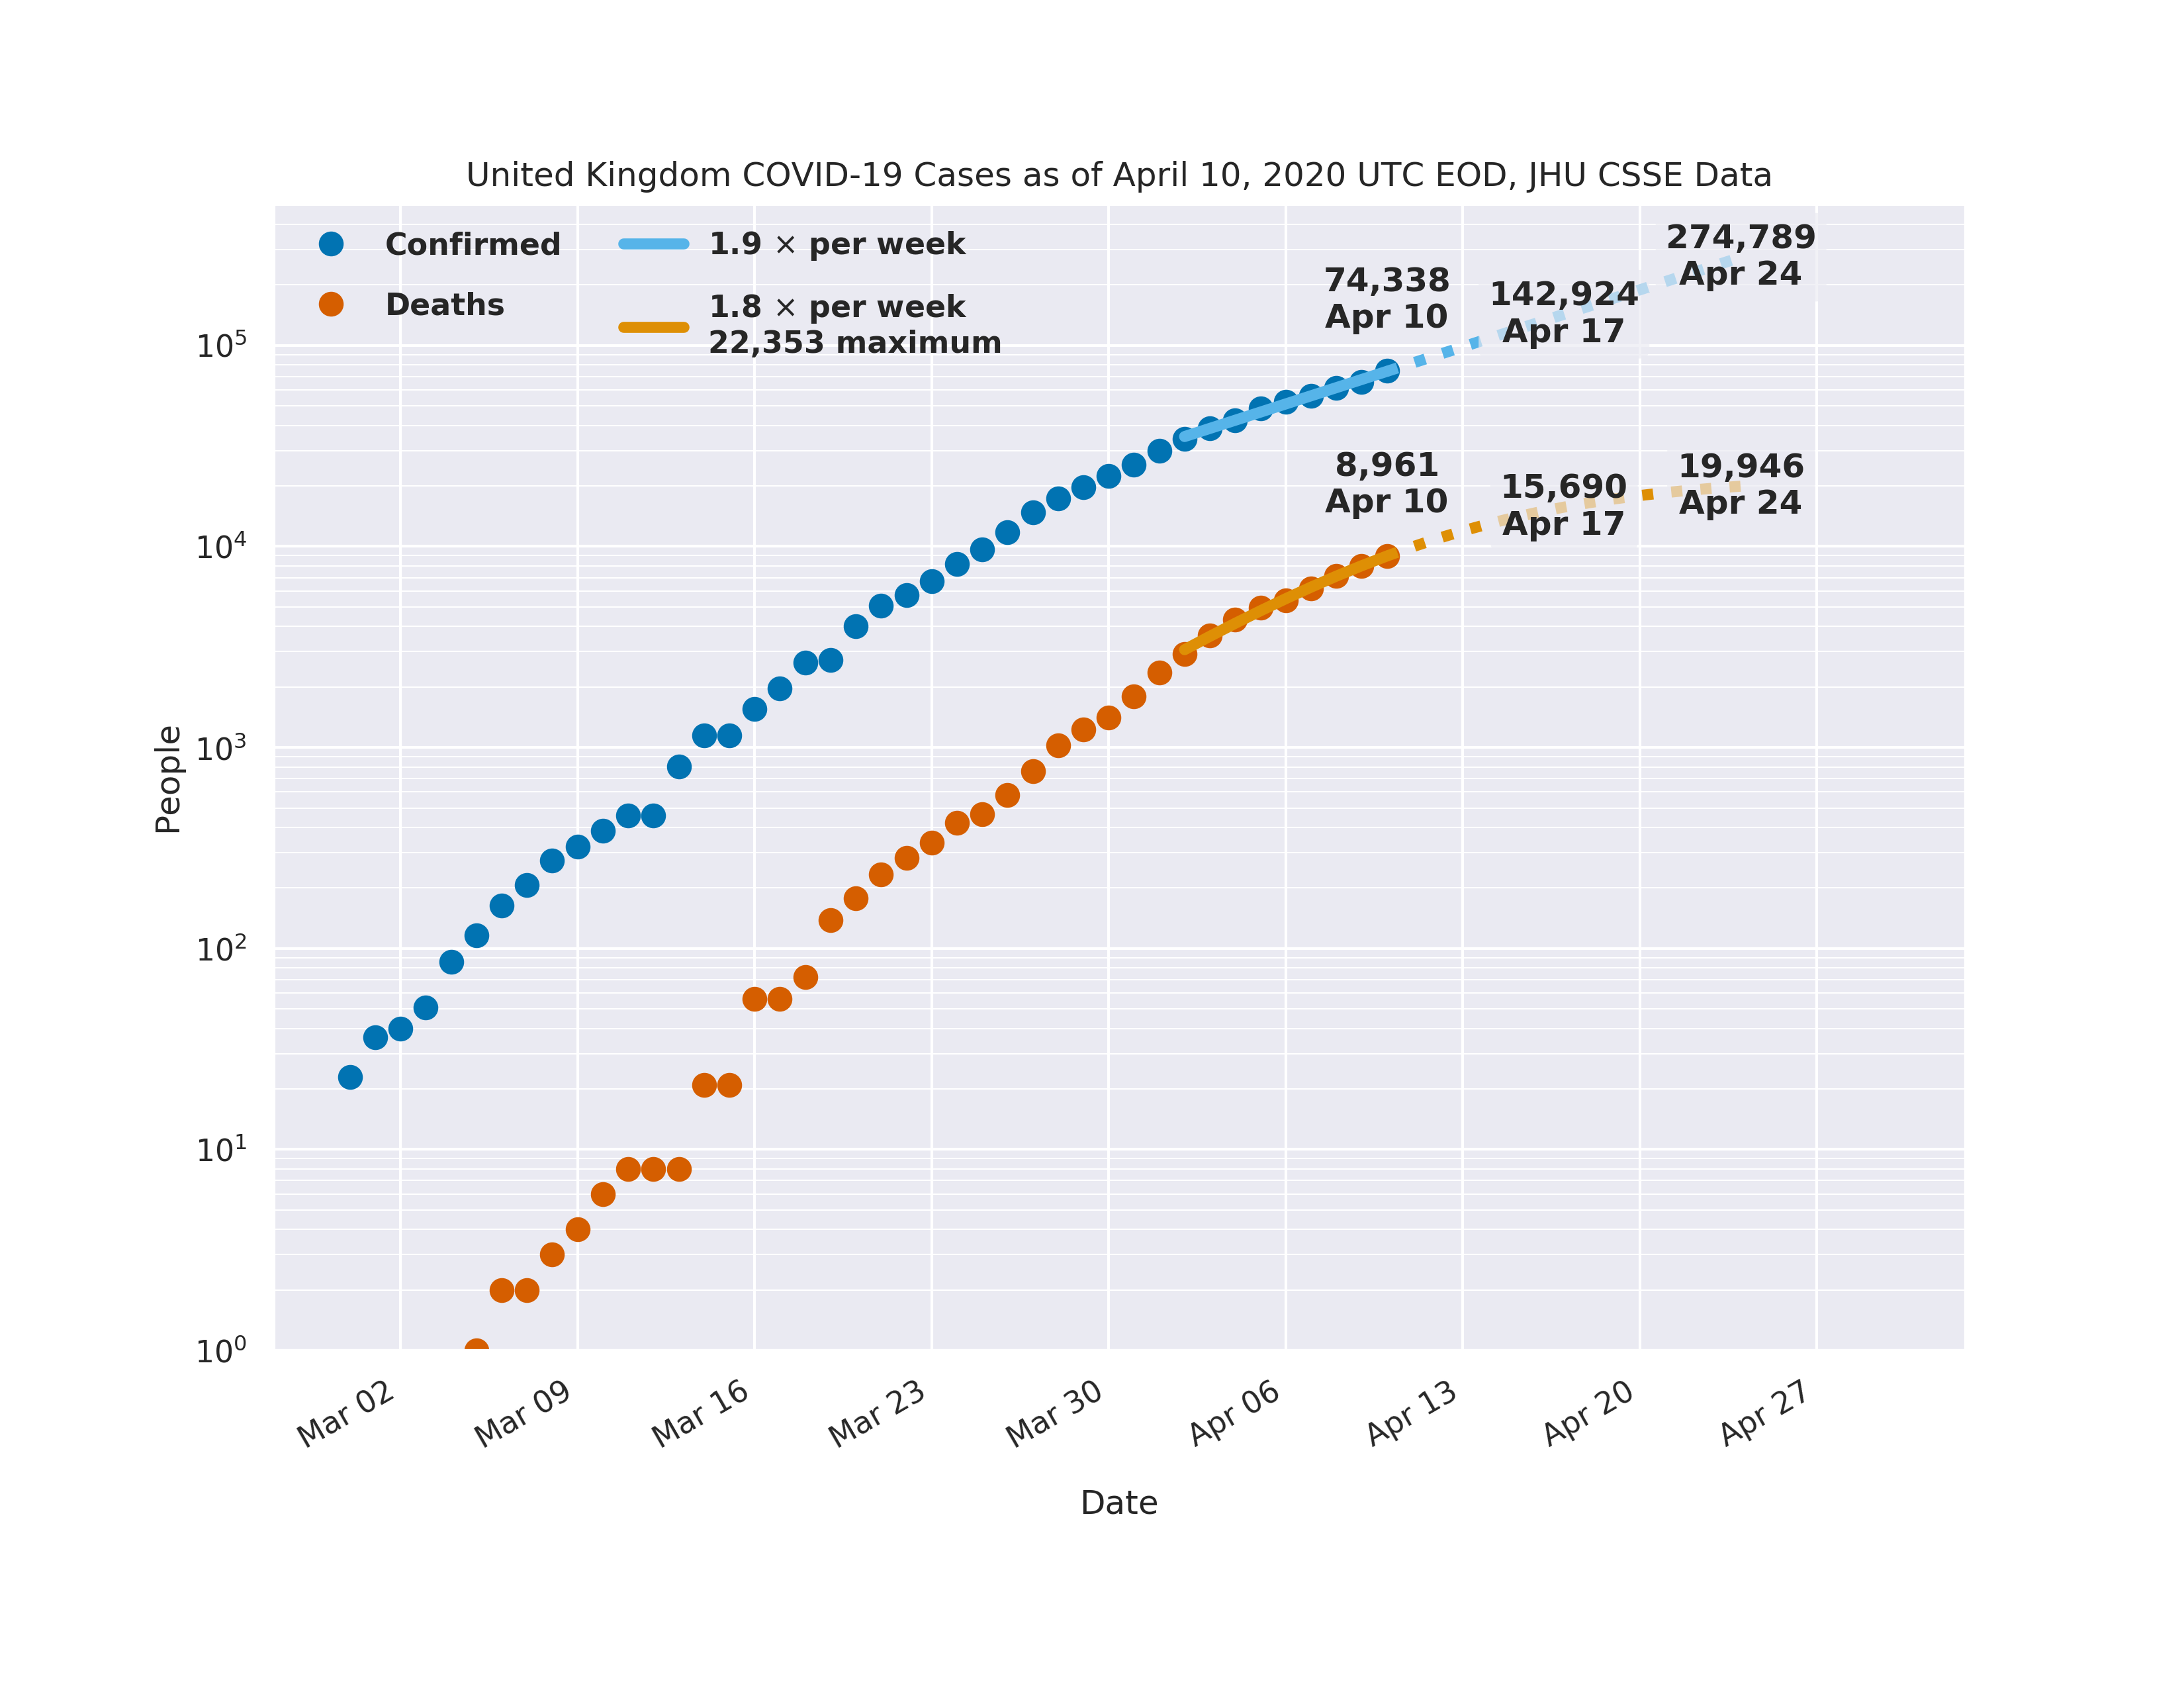 United Kingdom COVID-19 Cases as of April 10, 2020 UTC EOD, JHU CSSE Data
Confirmed
Deaths
1.9 × per week
1.8 × per week
22,353 maximum
74,338
Apr 10
142,924
Apr 17
274,789
Apr 24
8,961
Apr 10
15,690
Apr 17
19,946
Apr 24
People
10⁵
10⁴
10³
10²
10¹
10⁰
Mar 02
Mar 09
Mar 16
Mar 23
Mar 30
Apr 06
Apr 13
Apr 20
Apr 27
Date